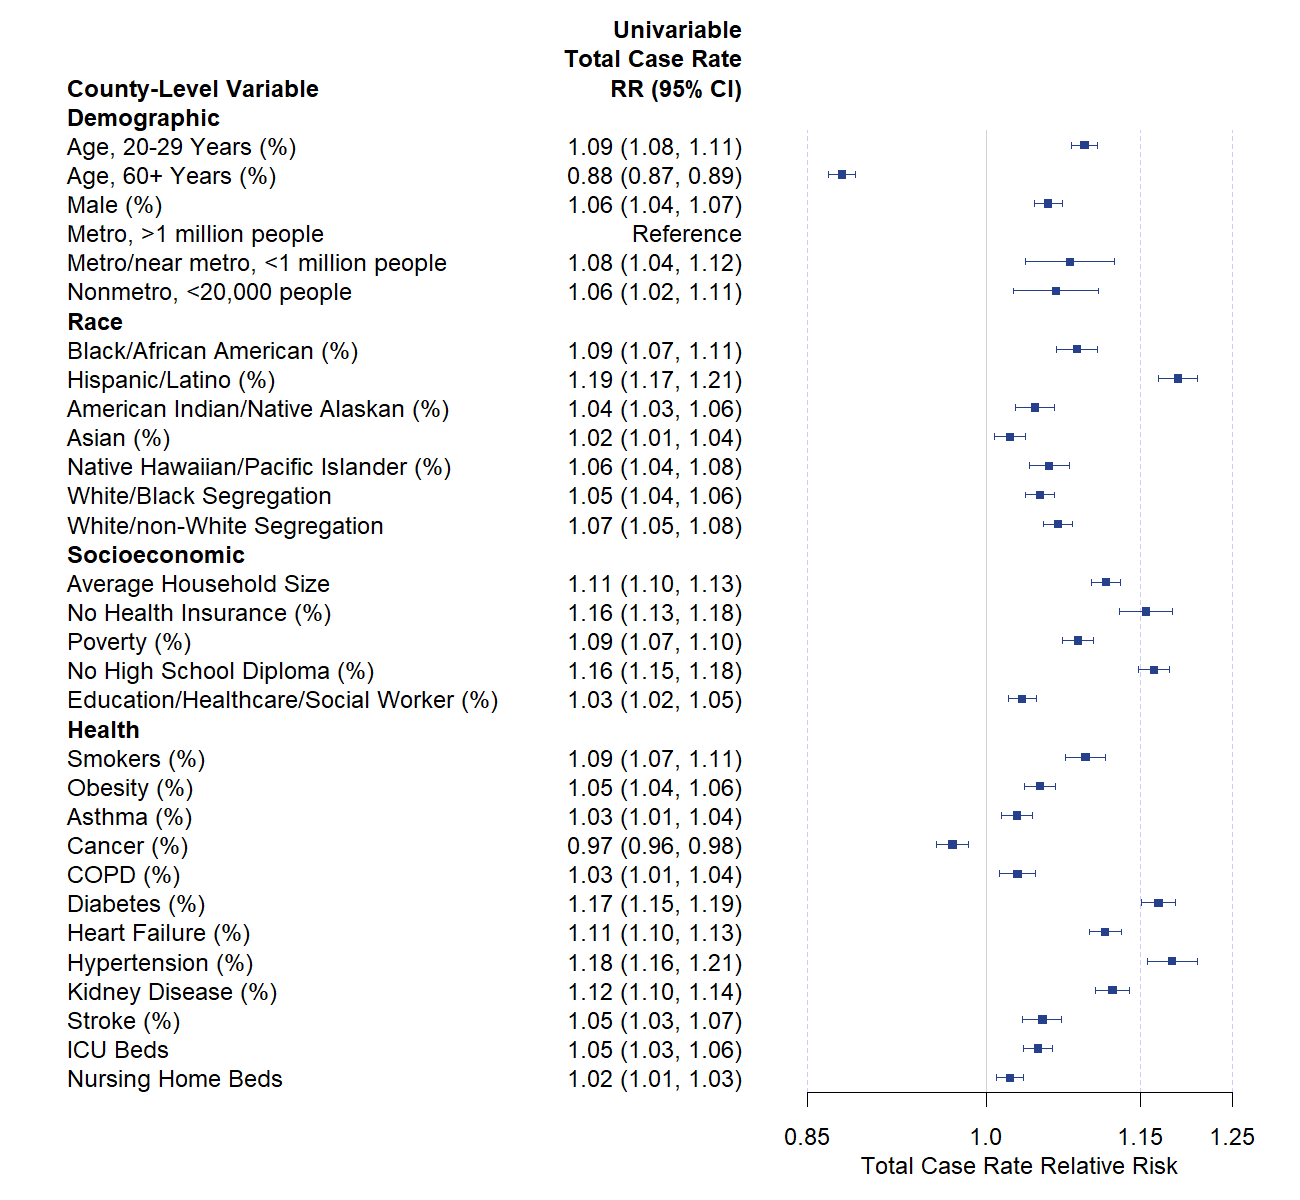 Univariable
Total Case Rate
County-Level Variable RR (95% CI)
Demographic
Age, 20-29 Years (%) 1.09 (1.08, 1.11)
Age, 60+ Years (%) 0.88 (0.87, 0.89)
Male (%) 1.06 (1.04, 1.07)
Metro, >1 million people Reference
Metro/near metro, <1 million people 1.08 (1.04, 1.12)
Nonmetro, <20,000 people 1.06 (1.02, 1.11)
Race
Black/African American (%) 1.09 (1.07, 1.11)
Hispanic/Latino (%) 1.19 (1.17, 1.21)
American Indian/Native Alaskan (%) 1.04 (1.03, 1.06)
Asian (%) 1.02 (1.01, 1.04)
Native Hawaiian/Pacific Islander (%) 1.06 (1.04, 1.08)
White/Black Segregation 1.05 (1.04, 1.06)
White/non-White Segregation 1.07 (1.05, 1.08)
Socioeconomic
Average Household Size 1.11 (1.10, 1.13)
No Health Insurance (%) 1.16 (1.13, 1.18)
Poverty (%) 1.09 (1.07, 1.10)
No High School Diploma (%) 1.16 (1.15, 1.18)
Education/Healthcare/Social Worker (%) 1.03 (1.02, 1.05)
Health
Smokers (%) 1.09 (1.07, 1.11)
Obesity (%) 1.05 (1.04, 1.06)
Asthma (%) 1.03 (1.01, 1.04)
Cancer (%) 0.97 (0.96, 0.98)
COPD (%) 1.03 (1.01, 1.04)
Diabetes (%) 1.17 (1.15, 1.19)
Heart Failure (%) 1.11 (1.10, 1.13)
Hypertension (%) 1.18 (1.16, 1.21)
Kidney Disease (%) 1.12 (1.10, 1.14)
Stroke (%) 1.05 (1.03, 1.07)
ICU Beds 1.05 (1.03, 1.06)
Nursing Home Beds 1.02 (1.01, 1.03)
0.85 1.0 1.15 1.25
Total Case Rate Relative Risk